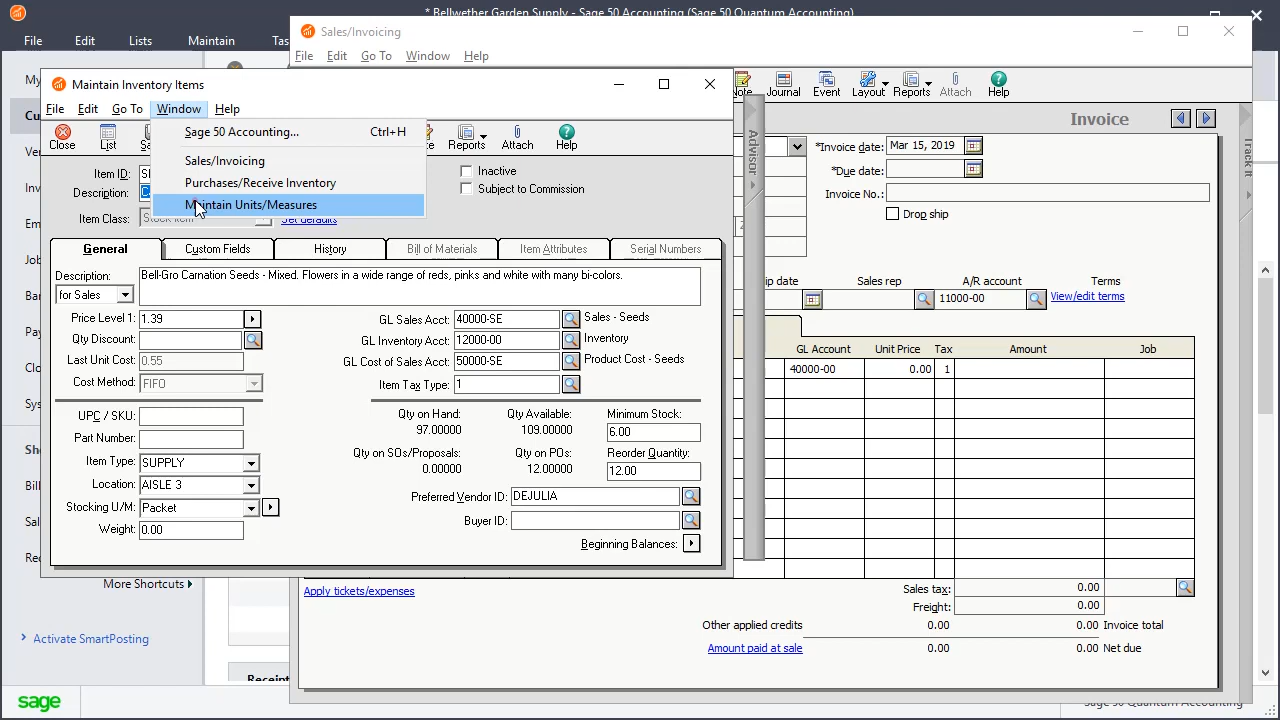 * Bellwether Garden Supply - Sage 50 Accounting (Sage 50 Quantum Accounting)
File Edit Lists Maintain
Sales/Invoicing
File Edit Go To Window Help
Journal Event Layout Reports Attach Help
Maintain Inventory Items
File Edit Go To Window Help
Close List Reports Attach Help
Sage 50 Accounting... Ctrl+H
Sales/Invoicing
Purchases/Receive Inventory
Maintain Units/Measures
Item ID:
Description:
Item Class: Stock item Set defaults
Inactive
Subject to Commission
General Custom Fields History Bill of Materials Item Attributes Serial Numbers
Description: Bell-Gro Carnation Seeds - Mixed. Flowers in a wide range of reds, pinks and white with many bi-colors.
for Sales
Price Level 1: 1.39
Qty Discount:
Last Unit Cost: 0.55
Cost Method: FIFO
GL Sales Acct: 40000-SE Sales - Seeds
GL Inventory Acct: 12000-00 Inventory
GL Cost of Sales Acct: 50000-SE Product Cost - Seeds
Item Tax Type: 1
UPC / SKU:
Part Number:
Item Type: SUPPLY
Location: AISLE 3
Stocking U/M: Packet
Weight: 0.00
Qty on Hand: Qty Available: Minimum Stock:
97.00000 109.00000 6.00
Qty on SOs/Proposals: Qty on POs: Reorder Quantity:
0.00000 12.00000 12.00
Preferred Vendor ID: DEJULIA
Buyer ID:
Beginning Balances:
Advisor
Invoice
Track It
*Invoice date: Mar 15, 2019
*Due date:
Invoice No.:
Drop ship
Sales rep A/R account Terms
11000-00 View/edit terms
GL Account Unit Price Tax Amount Job
40000-00 0.00 1
Apply tickets/expenses
Sales tax: 0.00
Freight: 0.00
Other applied credits 0.00 0.00 Invoice total
Amount paid at sale 0.00 0.00 Net due
More Shortcuts
Activate SmartPosting
sage
Sage 50 Quantum Accounting